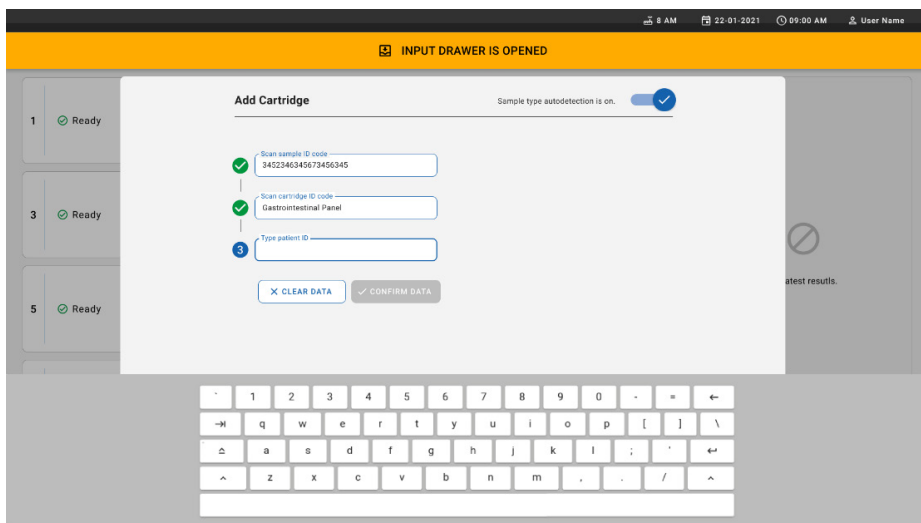 8 AM 22-01-2021 09:00 AM User Name
INPUT DRAWER IS OPENED
Add Cartridge
Sample type autodetection is on.
1 Ready
Scan sample ID code
3452346345673456345
Scan cartridge ID code
Gastrointestinal Panel
3 Ready
Type patient ID
3
CLEAR DATA
CONFIRM DATA
atest resutls.
5 Ready
` 1 2 3 4 5 6 7 8 9 0 - =
q w e r t y u i o p [ ] \
a s d f g h j k l ; '
z x c v b n m , . /